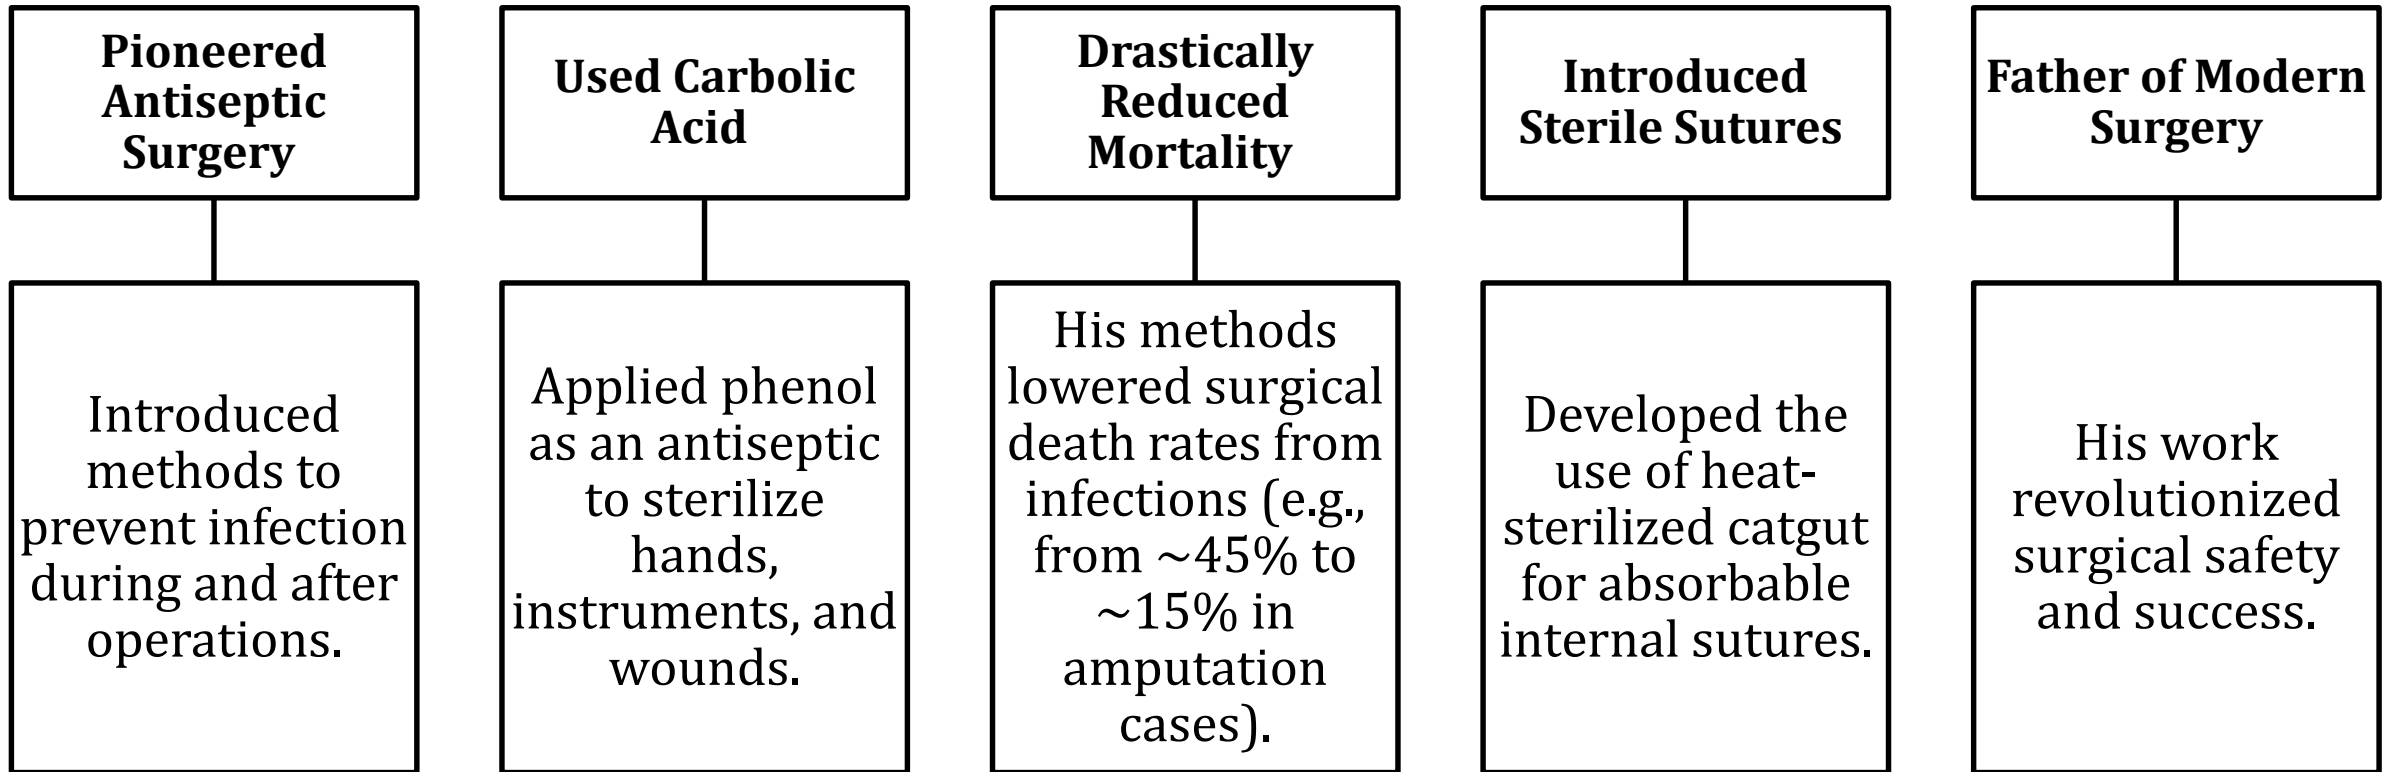 Pioneered
Antiseptic
Surgery
Introduced
methods to
prevent infection
during and after
operations.
Used Carbolic
Acid
Applied phenol
as an antiseptic
to sterilize
hands,
instruments, and
wounds.
Drastically
Reduced
Mortality
His methods
lowered surgical
death rates from
infections (e.g.,
from ~45% to
~15% in
amputation
cases).
Introduced
Sterile Sutures
Developed the
use of heat-
sterilized catgut
for absorbable
internal sutures.
Father of Modern
Surgery
His work
revolutionized
surgical safety
and success.